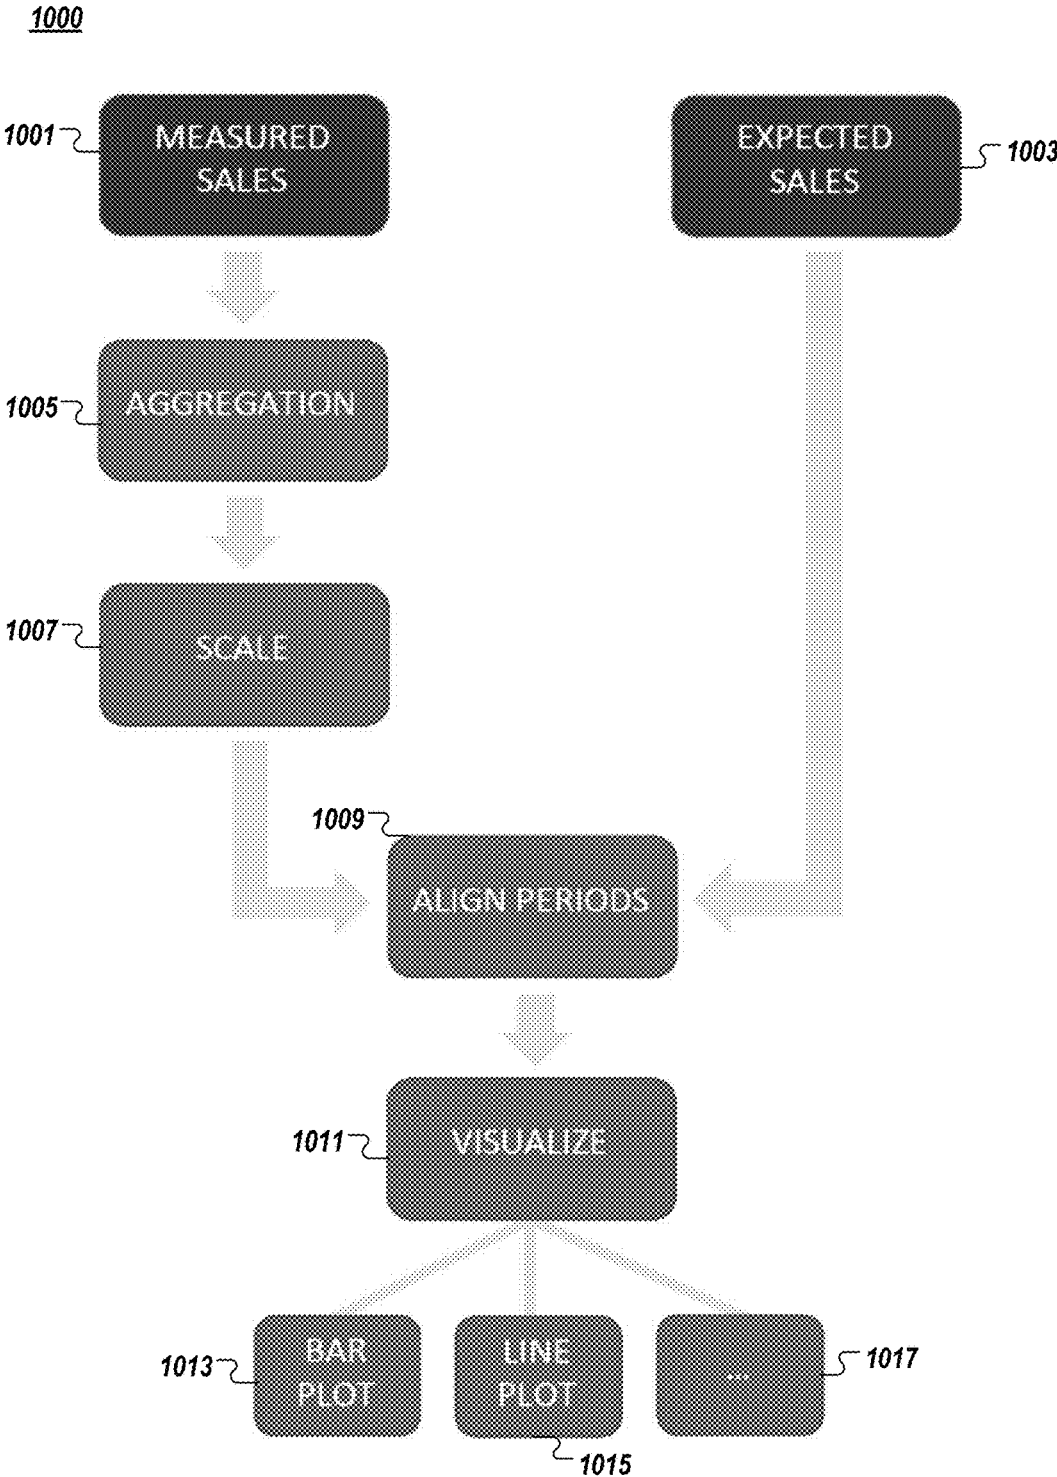 1000
1001
MEASURED
SALES
EXPECTED
SALES
1003
1005
AGGREGATION
1007
SCALE
1009
ALIGN PERIODS
1011
VISUALIZE
1013
BAR
PLOT
LINE
PLOT
...
1017
1015